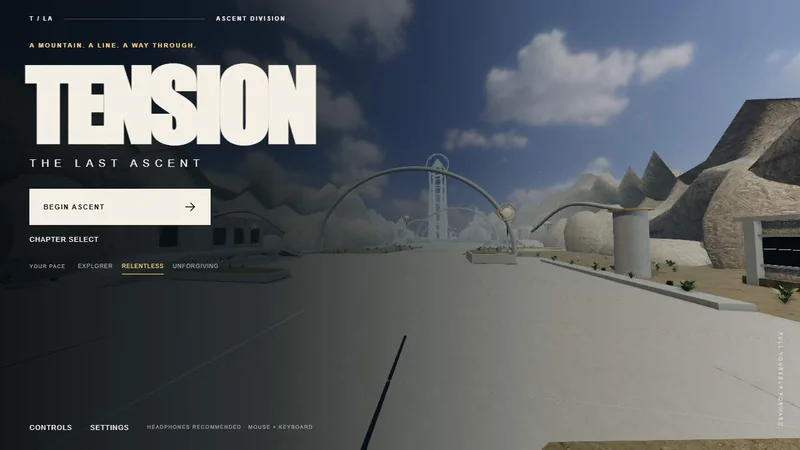 T / LA
ASCENT DIVISION
A MOUNTAIN. A LINE. A WAY THROUGH.
TENSION
THE LAST ASCENT
BEGIN ASCENT →
CHAPTER SELECT
YOUR PACE EXPLORER RELENTLESS UNFORGIVING
CONTROLS SETTINGS HEADPHONES RECOMMENDED · MOUSE + KEYBOARD